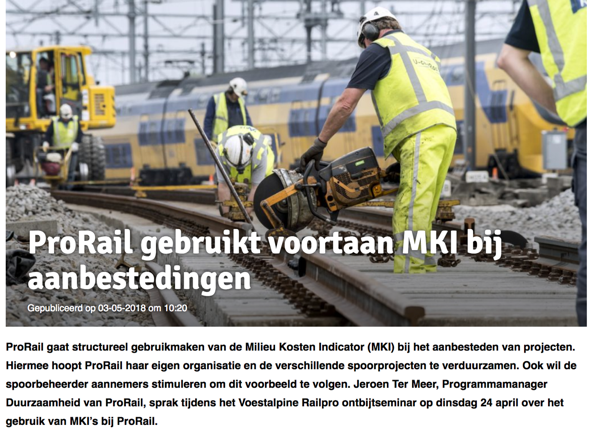 ProRail gebruikt voortaan MKI bij
aanbestedingen
Gepubliceerd op 03-05-2018 om 10:20
ProRail gaat structureel gebruikmaken van de Milieu Kosten Indicator (MKI) bij het aanbesteden van projecten.
Hiermee hoopt ProRail haar eigen organisatie en de verschillende spoorprojecten te verduurzamen. Ook wil de
spoorbeheerder aannemers stimuleren om dit voorbeeld te volgen. Jeroen Ter Meer, Programmamanager
Duurzaamheid van ProRail, sprak tijdens het Voestalpine Railpro ontbijtseminar op dinsdag 24 april over het
gebruik van MKI's bij ProRail.